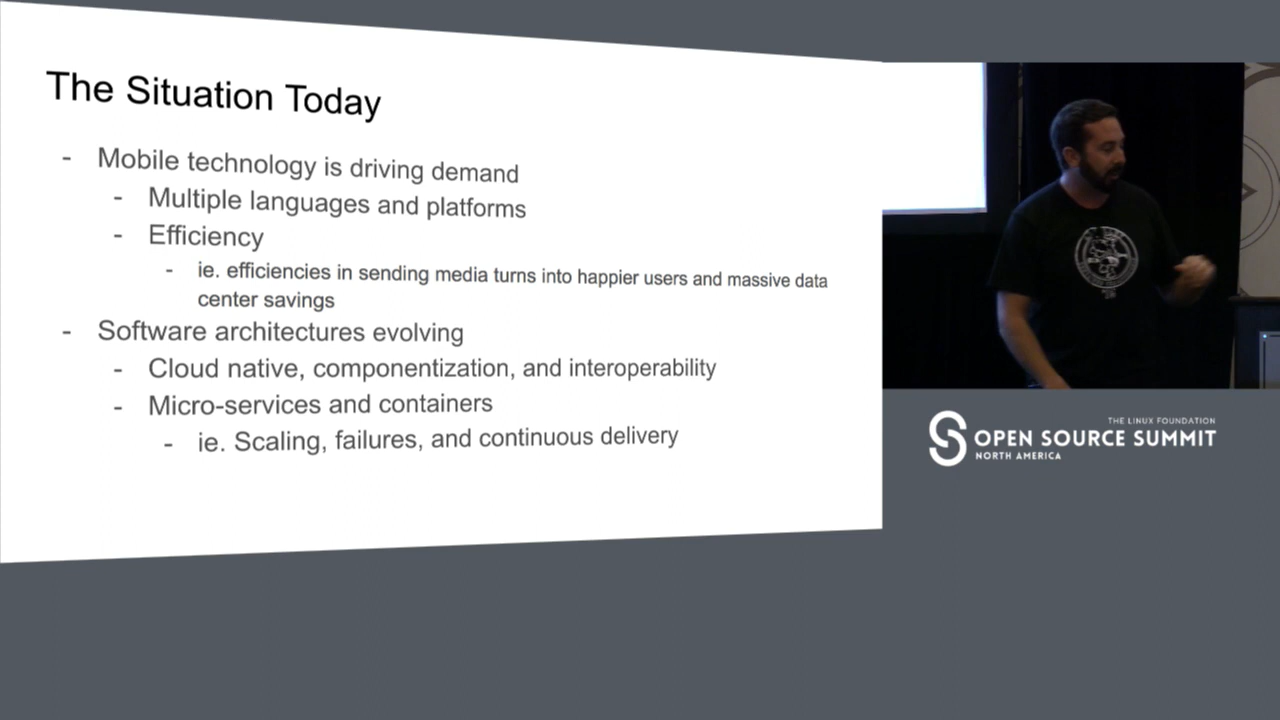 The Situation Today
- Mobile technology is driving demand
- Multiple languages and platforms
- Efficiency
- ie. efficiencies in sending media turns into happier users and massive data
center savings
- Software architectures evolving
- Cloud native, componentization, and interoperability
- Micro-services and containers
- ie. Scaling, failures, and continuous delivery
THE LINUX FOUNDATION
OPEN SOURCE SUMMIT
NORTH AMERICA